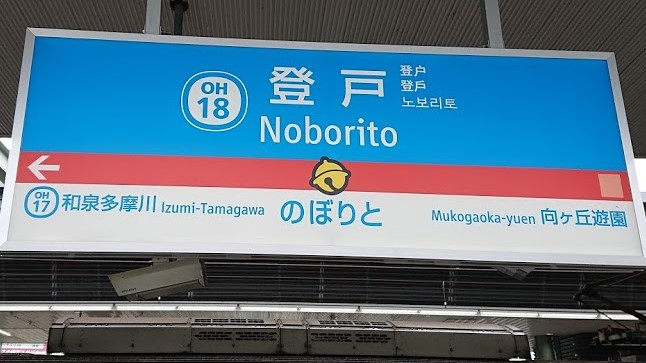 OH
18
登戸
登户
登戶
노보리토
Noborito
OH
17
和泉多摩川 Izumi-Tamagawa
のぼりと
Mukogaoka-yuen 向ヶ丘遊園